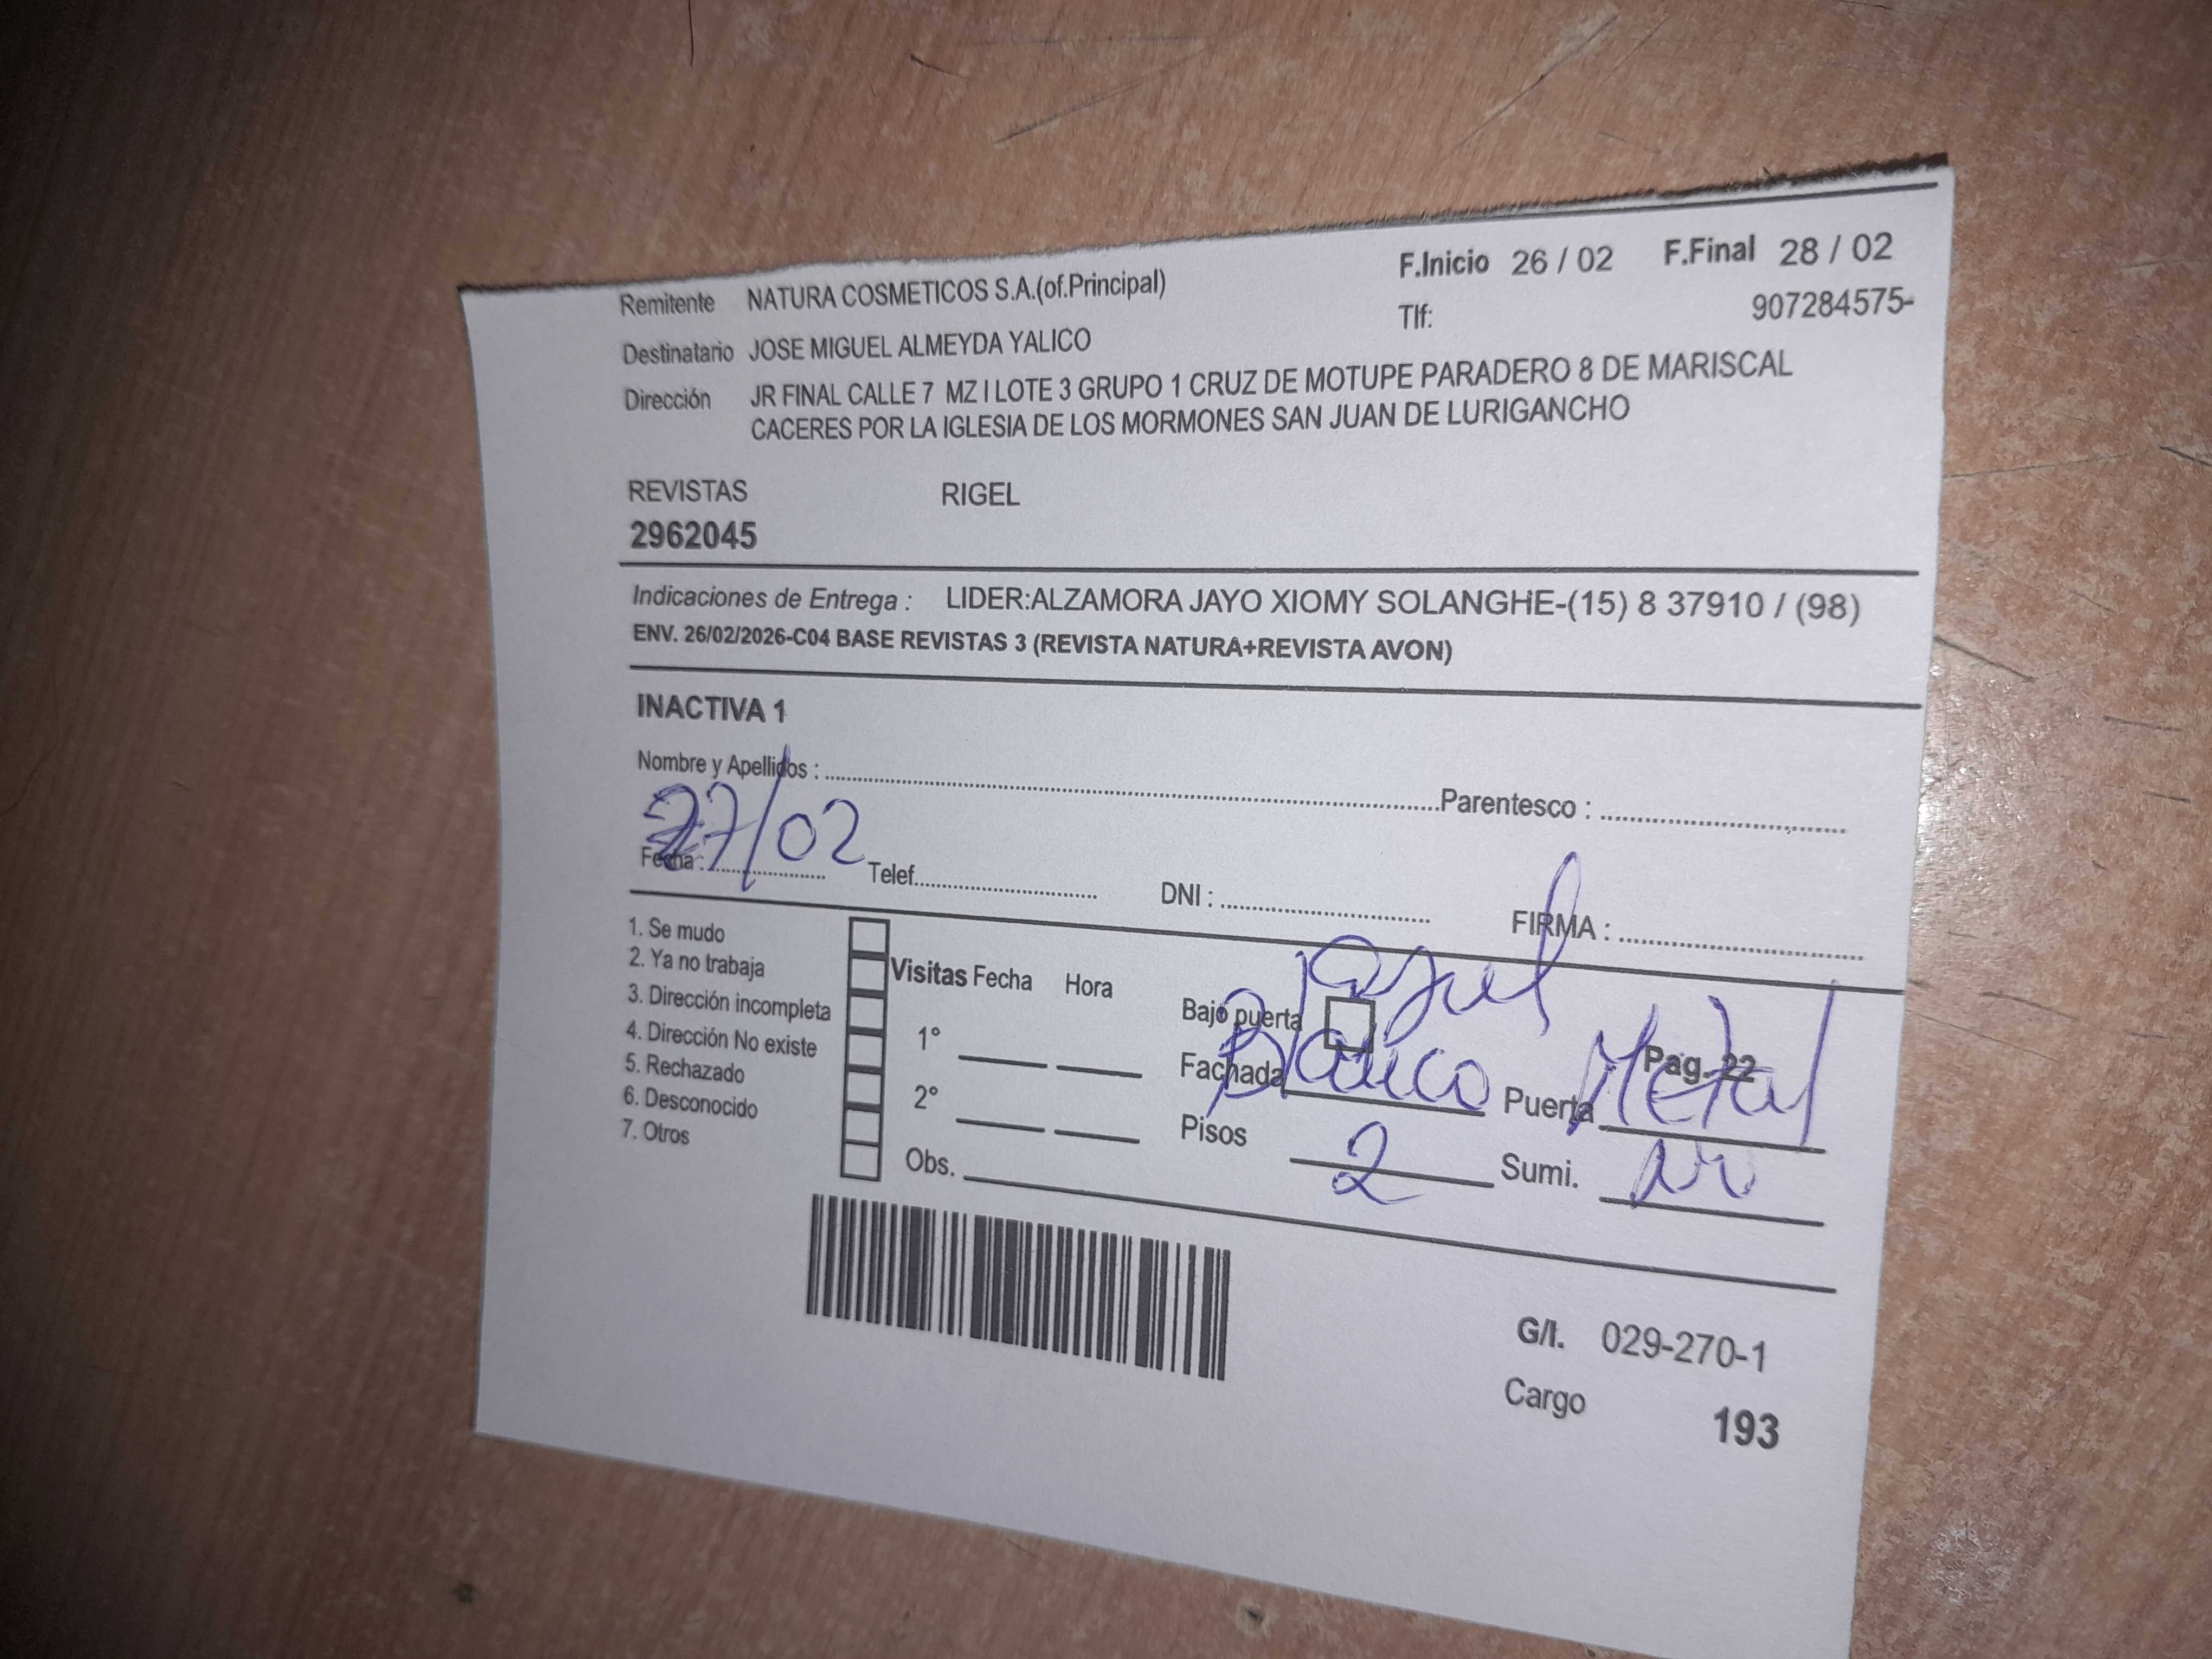 F.Inicio 26 / 02 F.Final 28 / 02
Remitente NATURA COSMETICOS S.A.(of.Principal)
Tlf: 907284575-
Destinatario JOSE MIGUEL ALMEYDA YALICO
Dirección JR FINAL CALLE 7 MZ I LOTE 3 GRUPO 1 CRUZ DE MOTUPE PARADERO 8 DE MARISCAL
CACERES POR LA IGLESIA DE LOS MORMONES SAN JUAN DE LURIGANCHO
REVISTAS RIGEL
2962045
Indicaciones de Entrega : LIDER:ALZAMORA JAYO XIOMY SOLANGHE-(15) 8 37910 / (98)
ENV. 26/02/2026-C04 BASE REVISTAS 3 (REVISTA NATURA+REVISTA AVON)
INACTIVA 1
Nombre y Apellidos : Parentesco :
27/02
Fecha : Telef. DNI : FIRMA :
1. Se mudo
2. Ya no trabaja
3. Dirección incompleta
4. Dirección No existe
5. Rechazado
6. Desconocido
7. Otros
Visitas Fecha Hora
1°
2°
Obs.
Bajo puerta
Pag. 22
Fachada Blanco Puerta Metal
Pisos 2 Sumi.
G/I. 029-270-1
Cargo 193